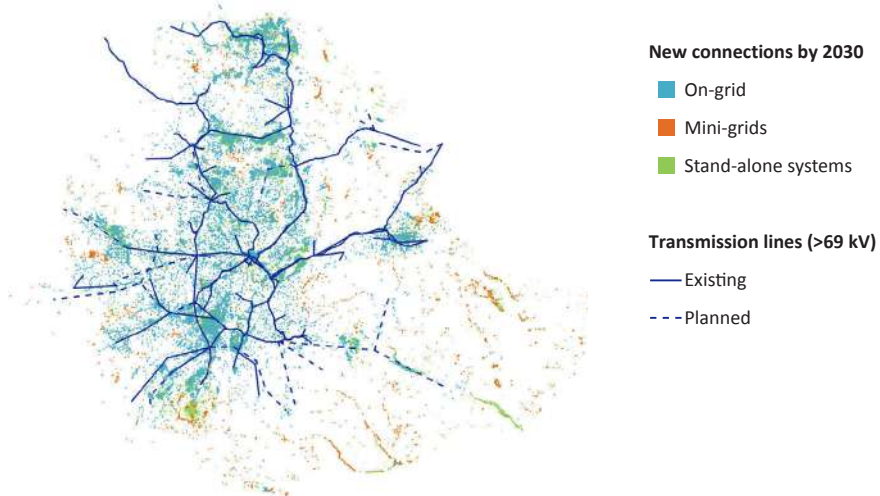 New connections by 2030
On-grid
Mini-grids
Stand-alone systems
Transmission lines (>69 kV)
Existing
Planned